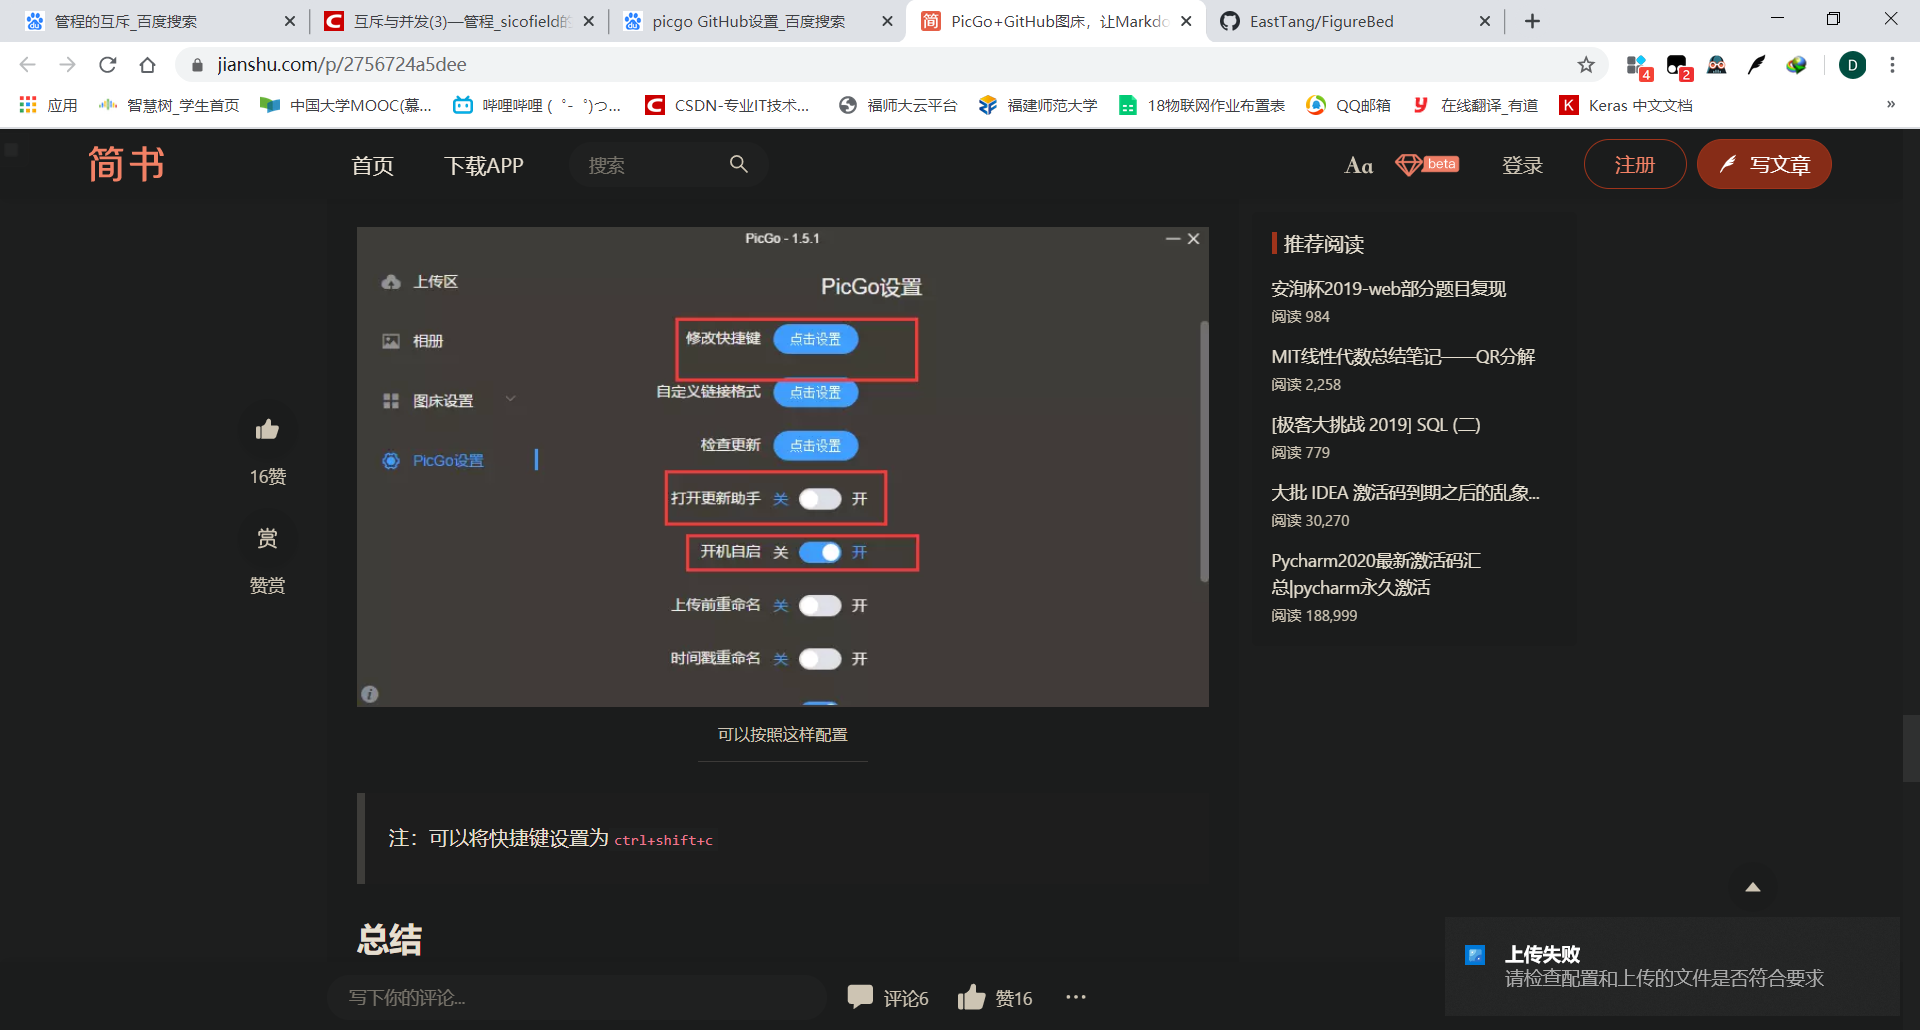 管程的互斥_百度搜索
互斥与并发(3)—管程_sicofield的
picgo GitHub设置_百度搜索
PicGo+GitHub图床，让Markdo
EastTang/FigureBed
jianshu.com/p/2756724a5dee
4
2
D
应用
智慧树_学生首页
中国大学MOOC(慕...
哔哩哔哩 (゜-゜)つ...
CSDN-专业IT技术...
福师大云平台
福建师范大学
18物联网作业布置表
QQ邮箱
在线翻译_有道
Keras 中文文档
»
简书
首页
下载APP
搜索
Aa
beta
登录
注册
写文章
PicGo - 1.5.1
上传区
相册
图床设置
PicGo设置
PicGo设置
修改快捷键 点击设置
自定义链接格式 点击设置
检查更新 点击设置
打开更新助手 关 开
开机自启 关 开
上传前重命名 关 开
时间戳重命名 关 开
可以按照这样配置
16赞
赏
赞赏
注：可以将快捷键设置为 ctrl+shift+c
总结
写下你的评论...
评论6
赞16
推荐阅读
安洵杯2019-web部分题目复现
阅读 984
MIT线性代数总结笔记——QR分解
阅读 2,258
[极客大挑战 2019] SQL (二)
阅读 779
大批 IDEA 激活码到期之后的乱象...
阅读 30,270
Pycharm2020最新激活码汇
总|pycharm永久激活
阅读 188,999
上传失败
请检查配置和上传的文件是否符合要求